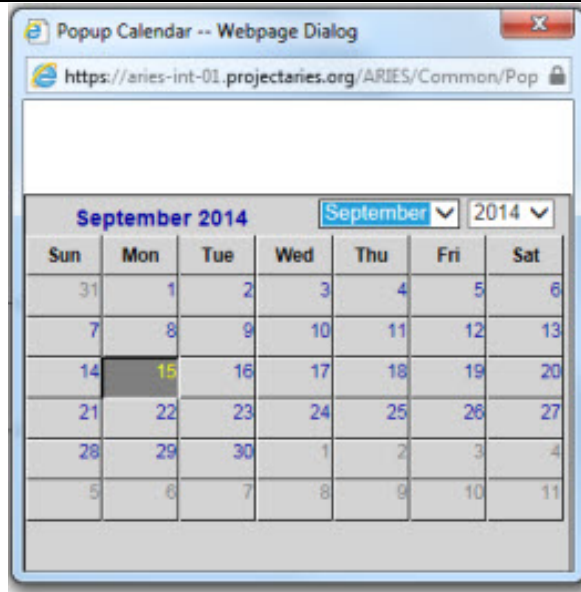 Popup Calendar -- Webpage Dialog
https://aries-int-01.projectaries.org/ARIES/Common/Pop
September 2014 September 2014
Sun Mon Tue Wed Thu Fri Sat
31 1 2 3 4 5 6
7 8 9 10 11 12 13
14 15 16 17 18 19 20
21 22 23 24 25 26 27
28 29 30 1 2 3 4
5 6 7 8 9 10 11